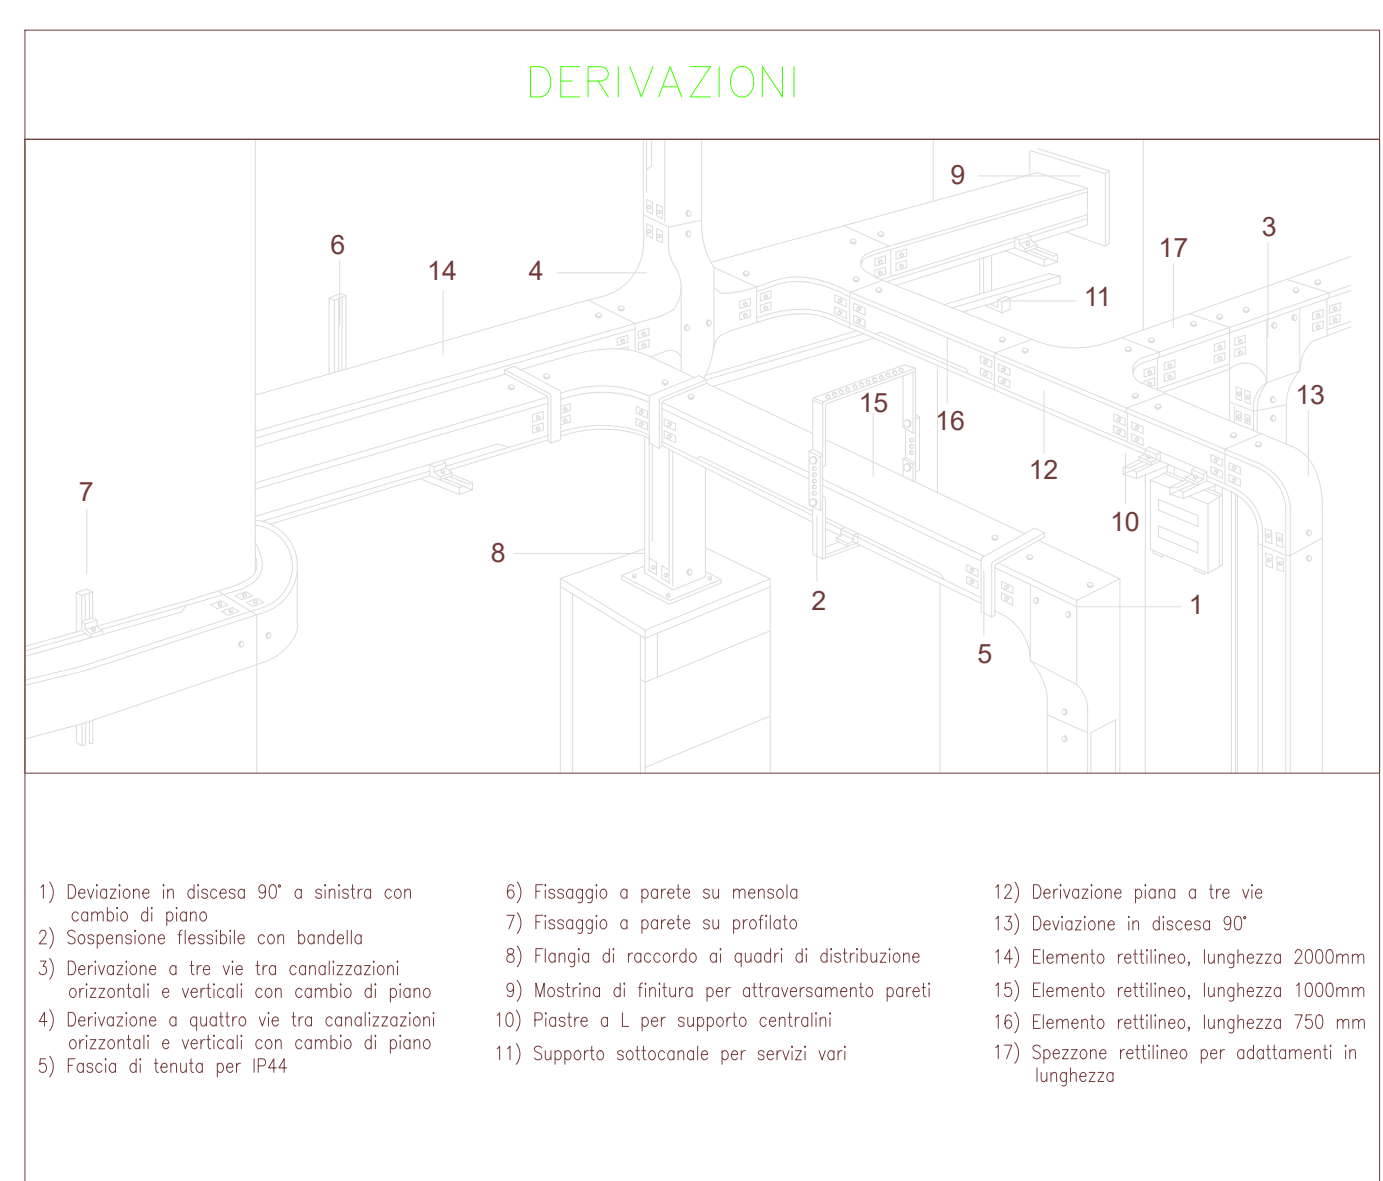 DERIVAZIONI
9
3
6
17
14
4
11
13
15
16
12
7
10
8
2
1
5
1) Deviazione in discesa 90° a sinistra con
cambio di piano
2) Sospensione flessibile con bandella
3) Derivazione a tre vie tra canalizzazioni
orizzontali e verticali con cambio di piano
4) Derivazione a quattro vie tra canalizzazioni
orizzontali e verticali con cambio di piano
5) Fascia di tenuta per IP44
6) Fissaggio a parete su mensola
7) Fissaggio a parete su profilato
8) Flangia di raccordo ai quadri di distribuzione
9) Mostrina di finitura per attraversamento pareti
10) Piastre a L per supporto centralini
11) Supporto sottocanale per servizi vari
12) Derivazione piana a tre vie
13) Deviazione in discesa 90°
14) Elemento rettilineo, lunghezza 2000mm
15) Elemento rettilineo, lunghezza 1000mm
16) Elemento rettilineo, lunghezza 750 mm
17) Spezzone rettilineo per adattamenti in
lunghezza